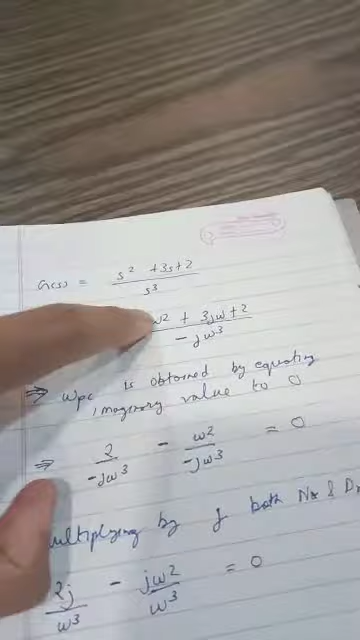 G(s) = s² + 3s + 2 / s³
ω² + 3jω + 2 / -jω³
⇒ ωpc is obtained by equating
imaginary value to 0
⇒ 2 / -jω³ - ω² / -jω³ = 0
ultiplying by j both Nr &
2j / ω³ - jω² / ω³ = 0